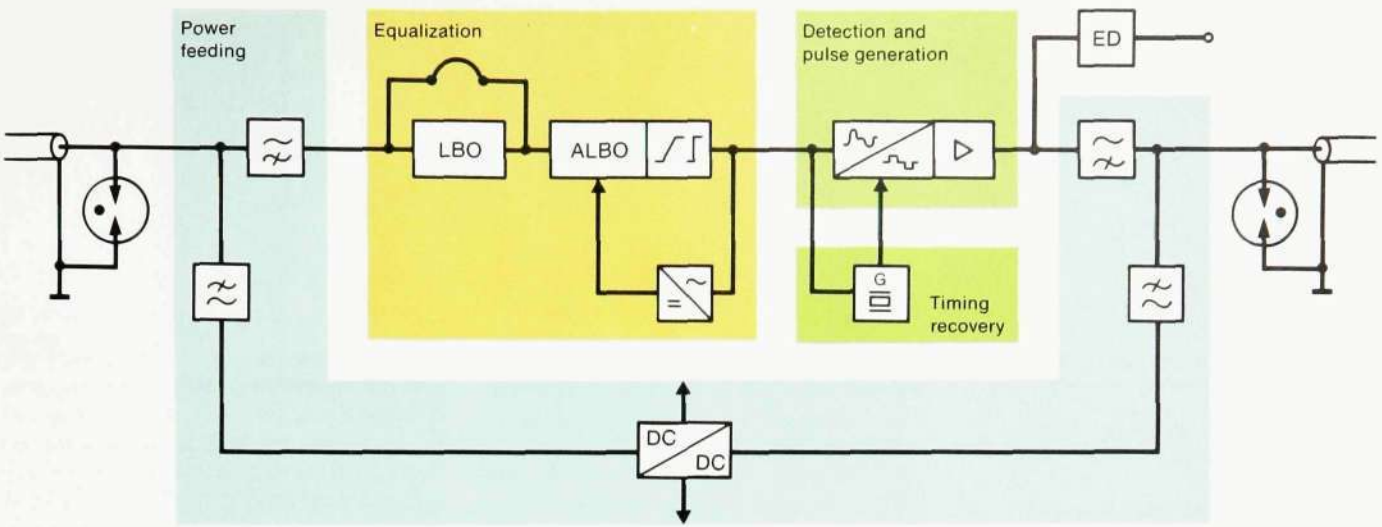 Power
feeding
Equalization
Detection and
pulse generation
ED
LBO
ALBO
G
Timing
recovery
DC
DC